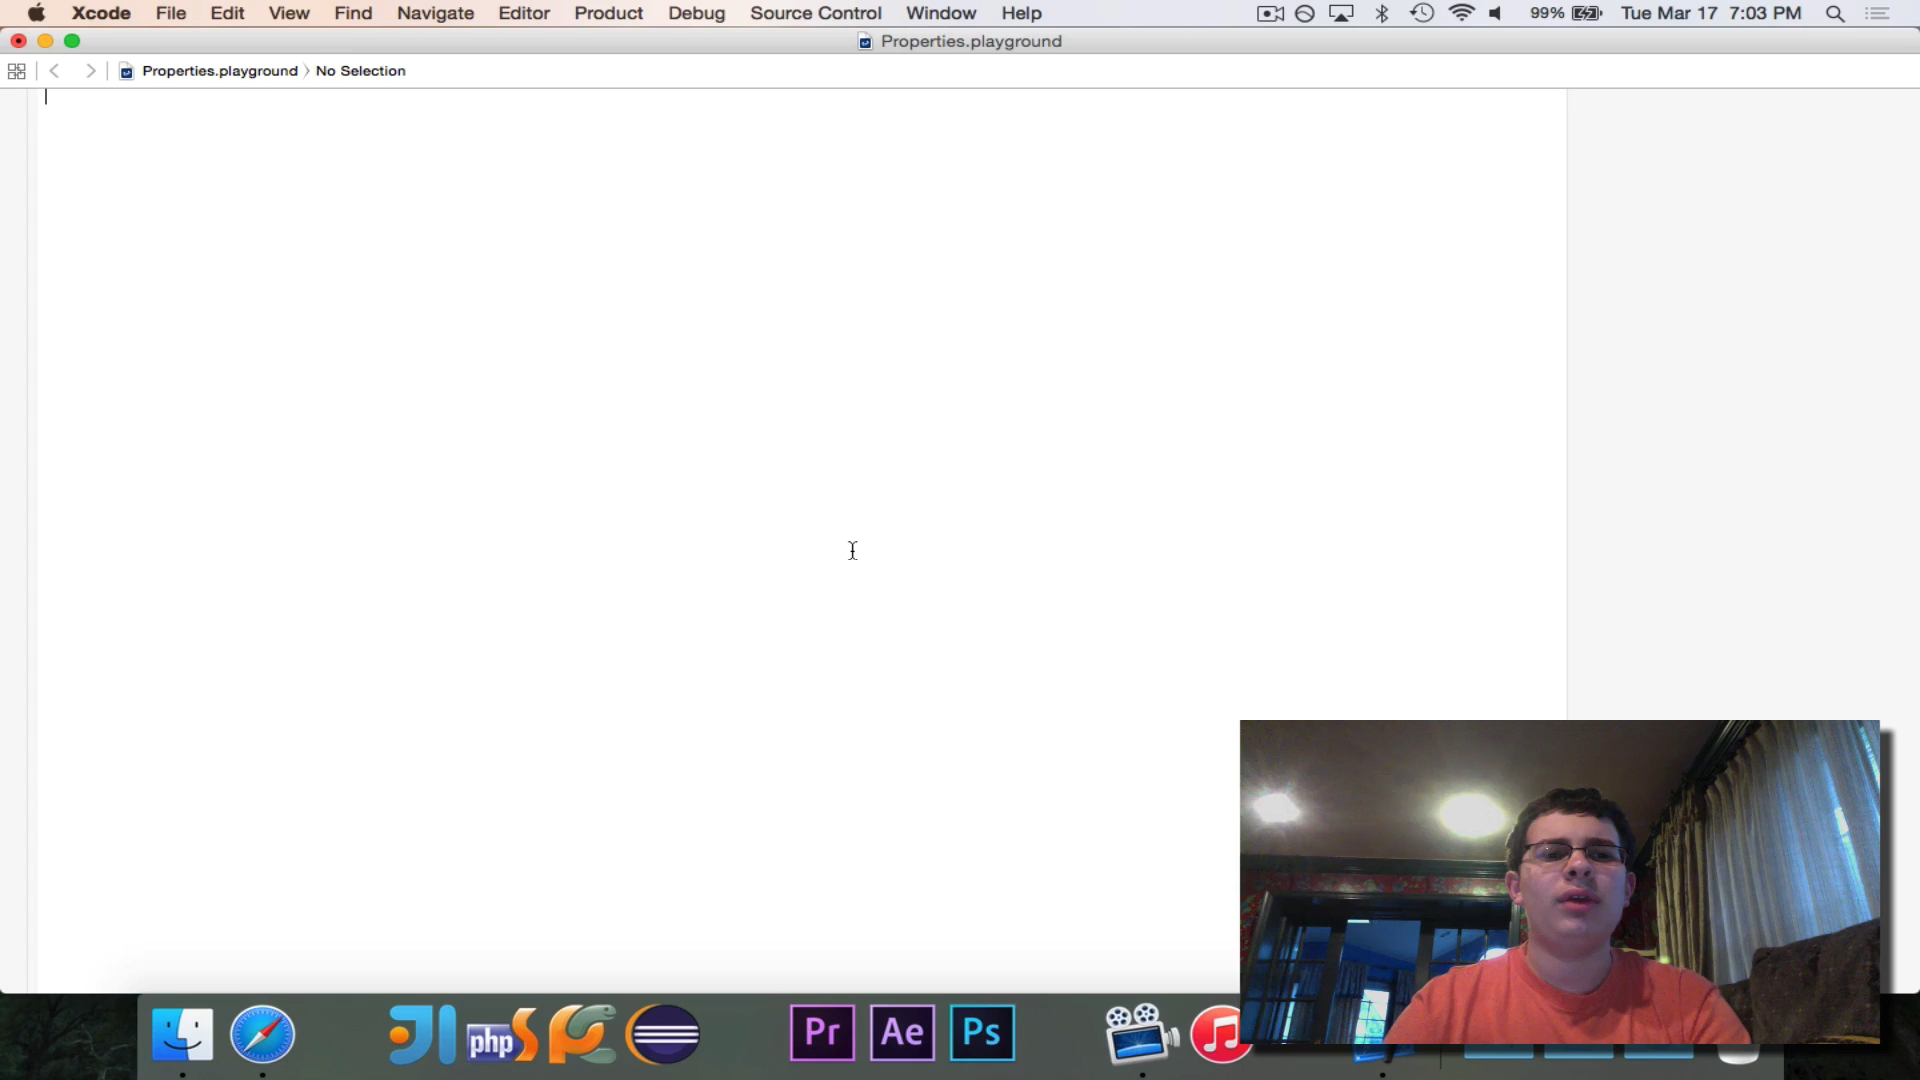 Xcode File Edit View Find Navigate Editor Product Debug Source Control Window Help 99% Tue Mar 17 7:03 PM
Properties.playground
Properties.playground 〉 No Selection
php
Pr Ae Ps